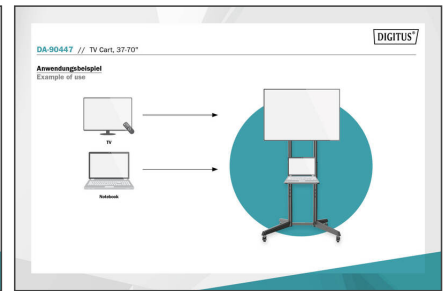 DIGITUS®
DA-90447 // TV Cart, 37-70"
Anwendungsbeispiel
Example of use
TV
Notebook